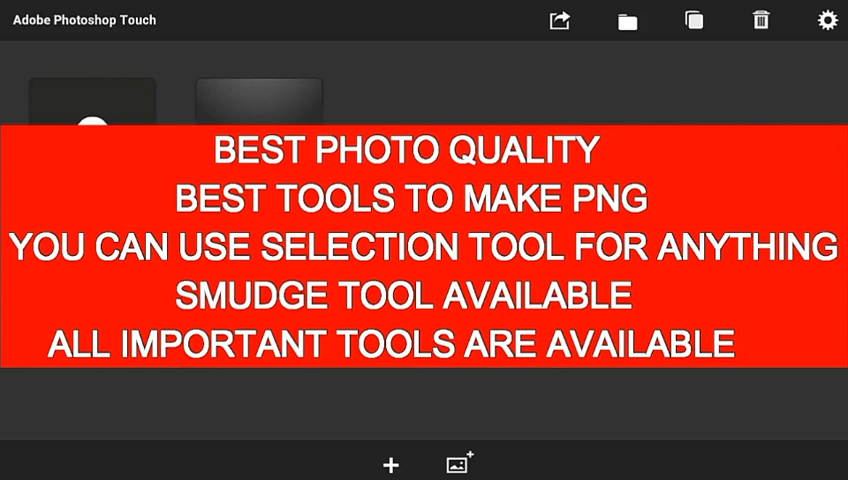 Adobe Photoshop Touch
BEST PHOTO QUALITY
BEST TOOLS TO MAKE PNG
YOU CAN USE SELECTION TOOL FOR ANYTHING
SMUDGE TOOL AVAILABLE
ALL IMPORTANT TOOLS ARE AVAILABLE